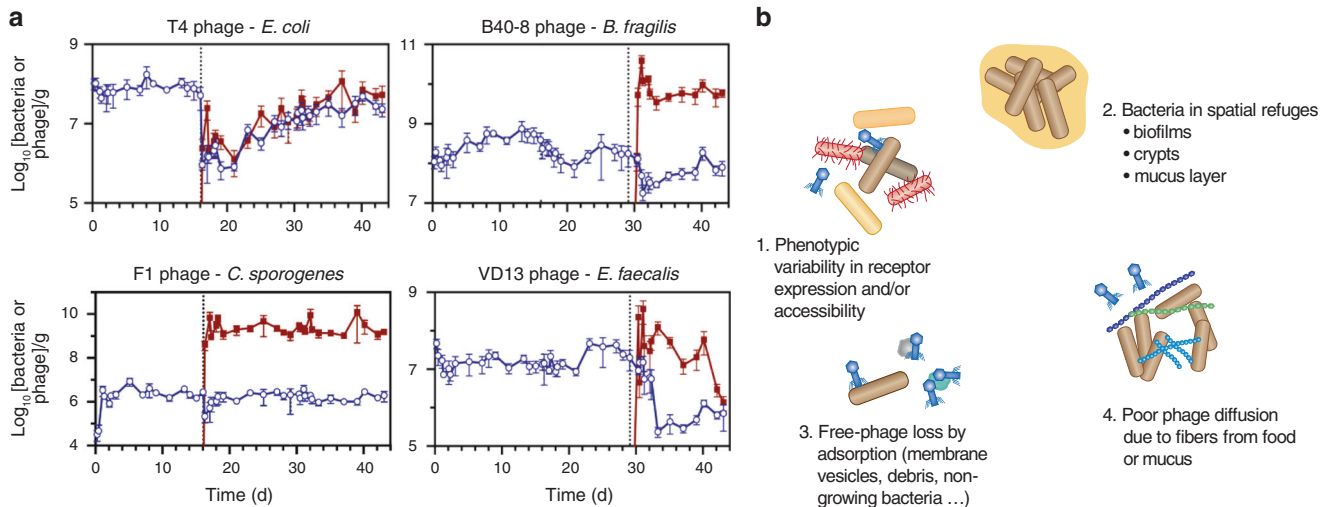 a
T4 phage - E. coli
B40-8 phage - B. fragilis
Log10 [bacteria or
phage]/g
9
7
5
0
10
20
30
40
11
9
7
0
10
20
30
40
F1 phage - C. sporogenes
VD13 phage - E. faecalis
Log10[bacteria or
phage]/g
10
8
6
4
0
10
20
30
40
Time (d)
9
7
5
0
10
20
30
40
Time (d)
b
1. Phenotypic
variability in receptor
expression and/or
accessibility
2. Bacteria in spatial refuges
• biofilms
• crypts
• mucus layer
3. Free-phage loss by
adsorption (membrane
vesicles, debris, non-
growing bacteria …)
4. Poor phage diffusion
due to fibers from food
or mucus